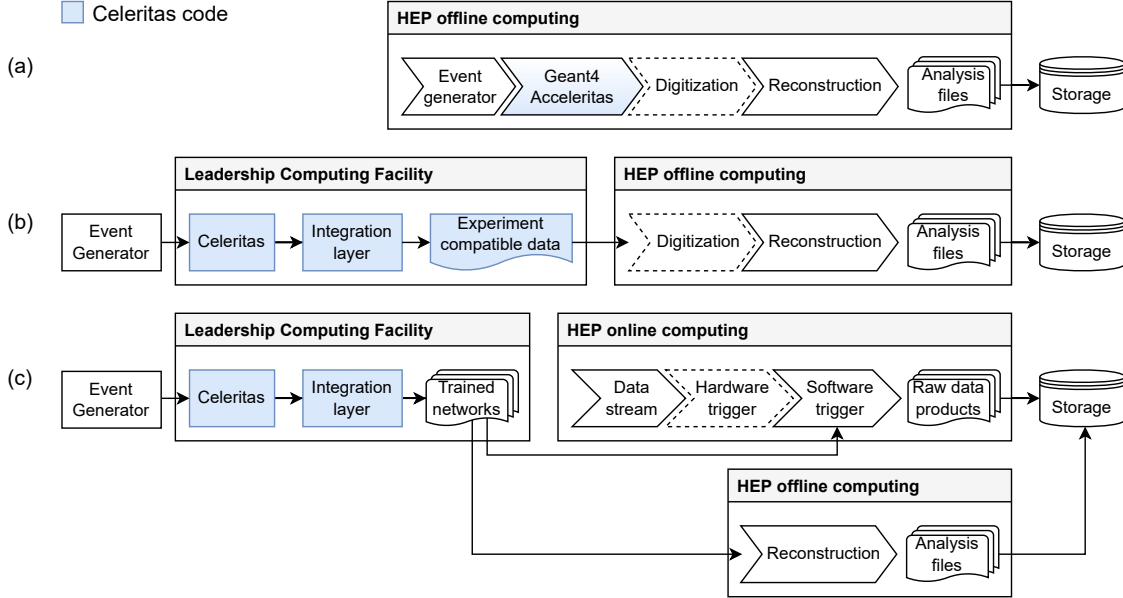 Celeritas code
(a)
HEP offline computing
Event
generator
Geant4
Acceleritas
Digitization
Reconstruction
Analysis
files
Storage
(b)
Leadership Computing Facility
HEP offline computing
Event
Generator
Celeritas
Integration
layer
Experiment
compatible data
Digitization
Reconstruction
Analysis
files
Storage
(c)
Leadership Computing Facility
HEP online computing
Event
Generator
Celeritas
Integration
layer
Trained
networks
Data
stream
Hardware
trigger
Software
trigger
Raw data
products
Storage
HEP offline computing
Reconstruction
Analysis
files